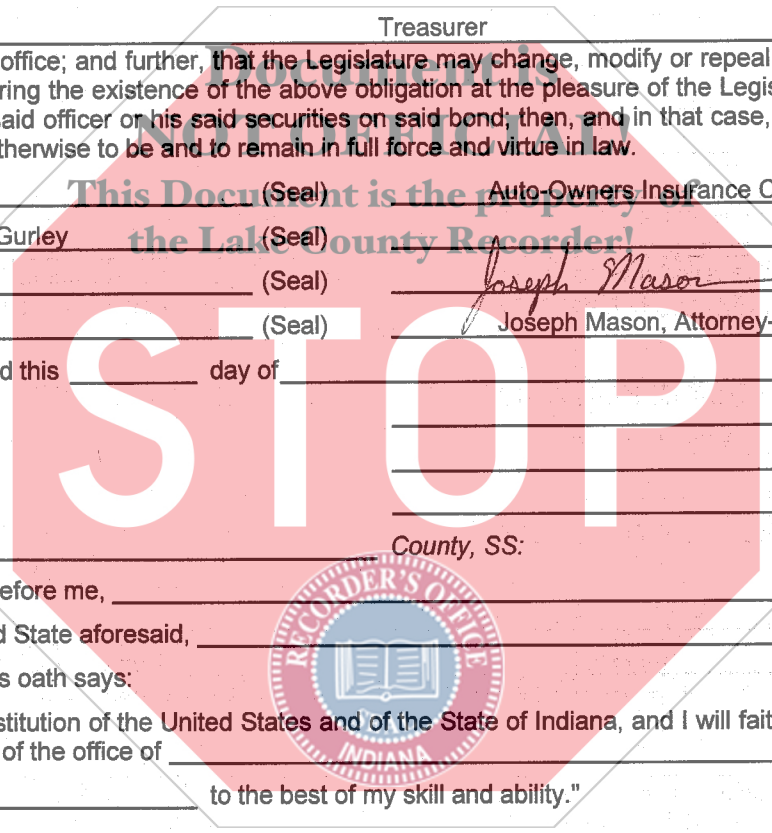 Treasurer
office; and further, that the Legislature may change, modify or repeal
ring the existence of the above obligation at the pleasure of the Legis
said officer or his said securities on said bond; then, and in that case,
therwise to be and to remain in full force and virtue in law.
Document is
NOT OFFICIAL!
This Document is the property of
the Lake County Recorder!
(Seal) Auto-Owners Insurance C
Gurley (Seal)
(Seal) Joseph Mason
(Seal) Joseph Mason, Attorney-
d this day of
STOP
County, SS:
efore me,
d State aforesaid,
s oath says:
stitution of the United States and of the State of Indiana, and I will fait
of the office of
to the best of my skill and ability."
RECORDER'S OFFICE
INDIANA